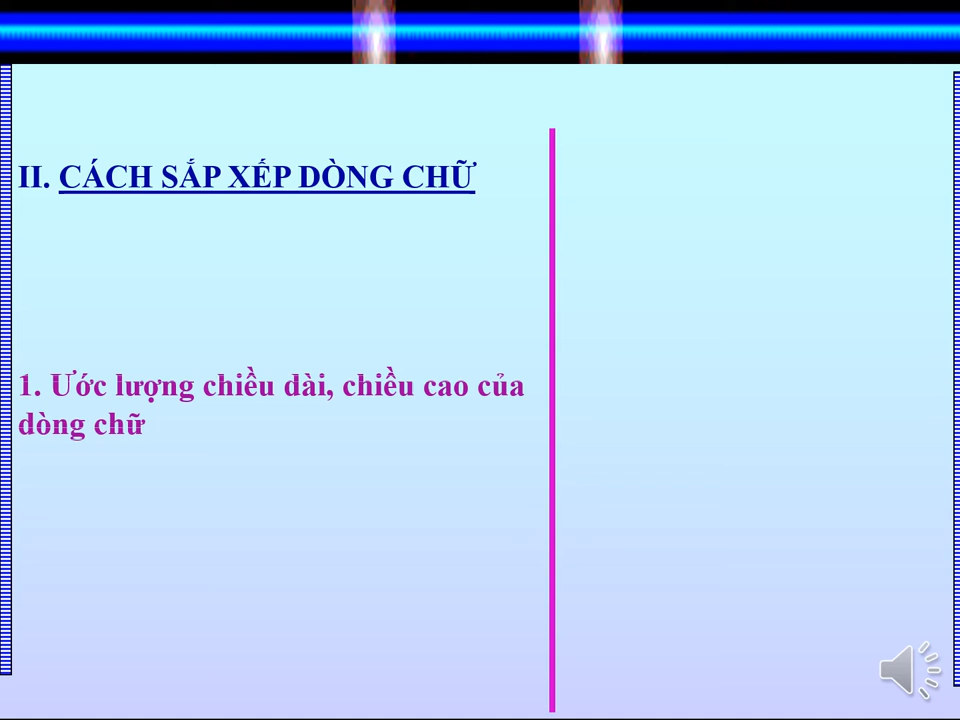 II. CÁCH SẮP XẾP DÒNG CHỮ
1. Ước lượng chiều dài, chiều cao của
dòng chữ